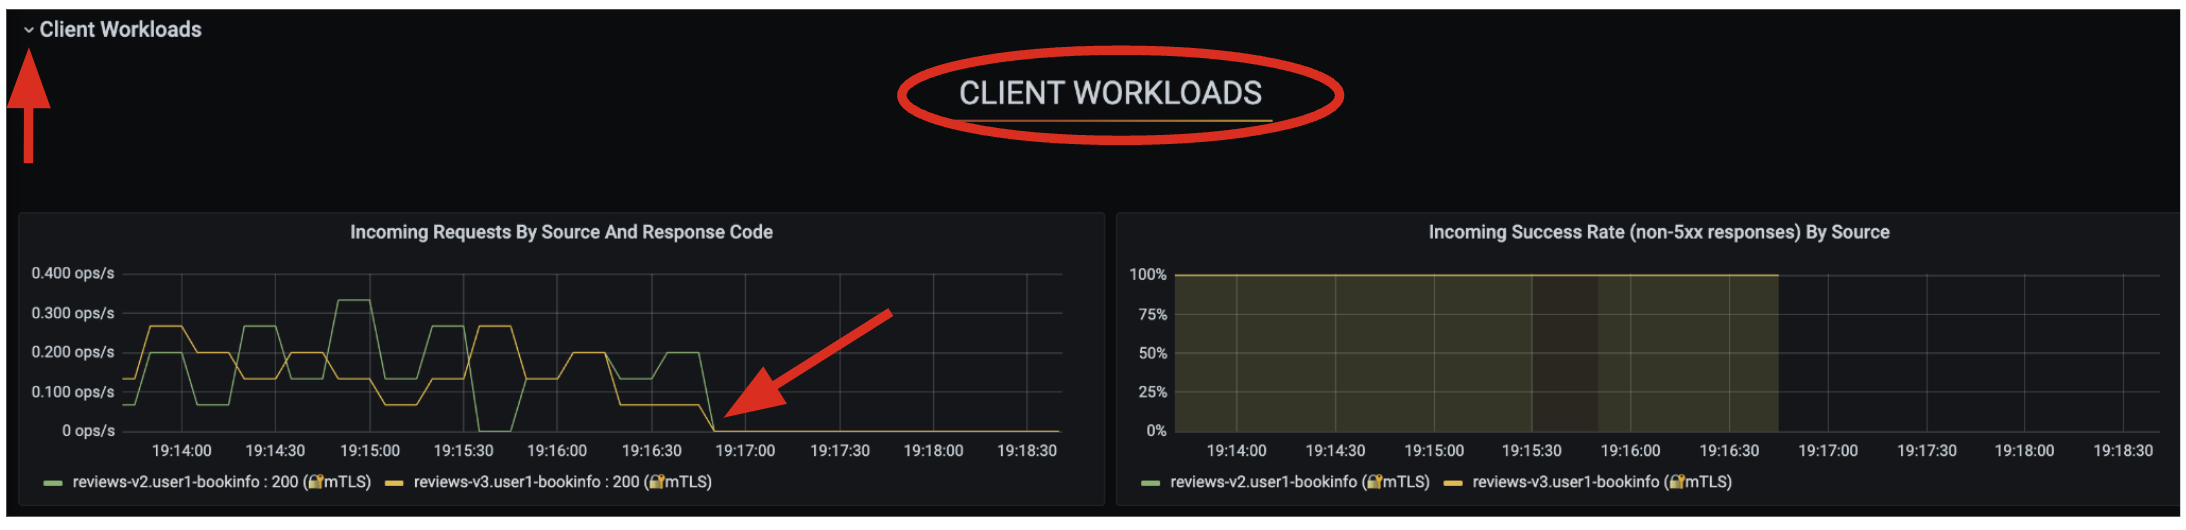 Client Workloads
CLIENT WORKLOADS
Incoming Requests By Source And Response Code
0.400 ops/s
0.300 ops/s
0.200 ops/s
0.100 ops/s
0 ops/s
19:14:00 19:14:30 19:15:00 19:15:30 19:16:00 19:16:30 19:17:00 19:17:30 19:18:00 19:18:30
reviews-v2.user1-bookinfo : 200 (🔐mTLS) reviews-v3.user1-bookinfo : 200 (🔐mTLS)
Incoming Success Rate (non-5xx responses) By Source
100%
75%
50%
25%
0%
19:14:00 19:14:30 19:15:00 19:15:30 19:16:00 19:16:30 19:17:00 19:17:30 19:18:00 19:18:30
reviews-v2.user1-bookinfo (🔐mTLS) reviews-v3.user1-bookinfo (🔐mTLS)